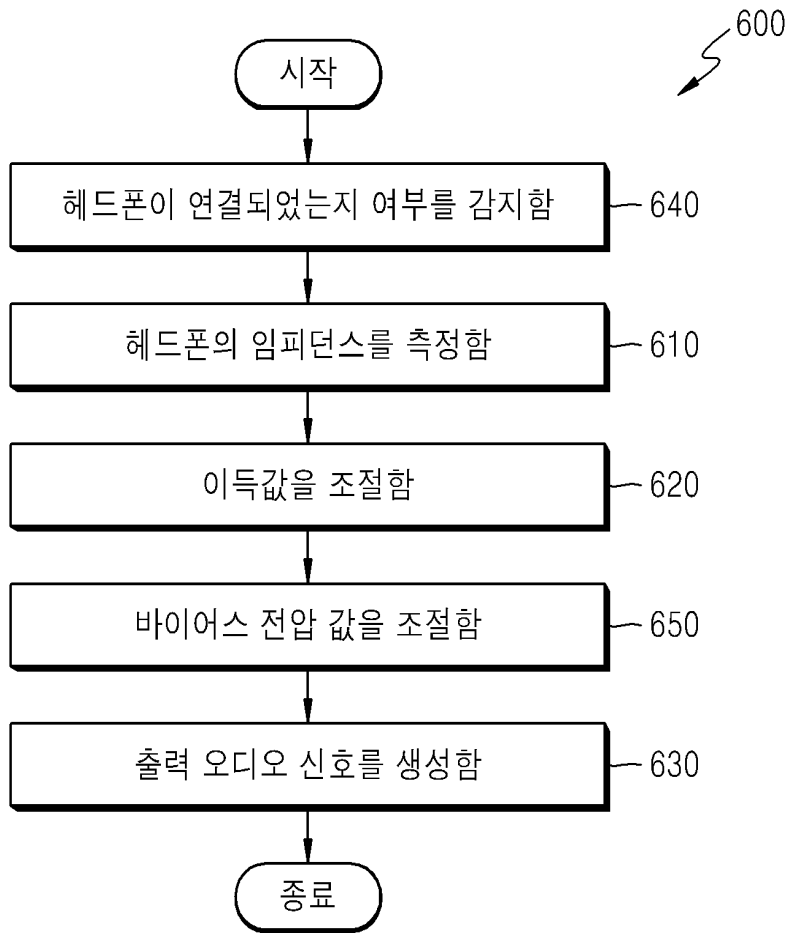 600
시작
헤드폰이 연결되었는지 여부를 감지함
640
헤드폰의 임피던스를 측정함
610
이득값을 조절함
620
바이어스 전압 값을 조절함
650
출력 오디오 신호를 생성함
630
종료